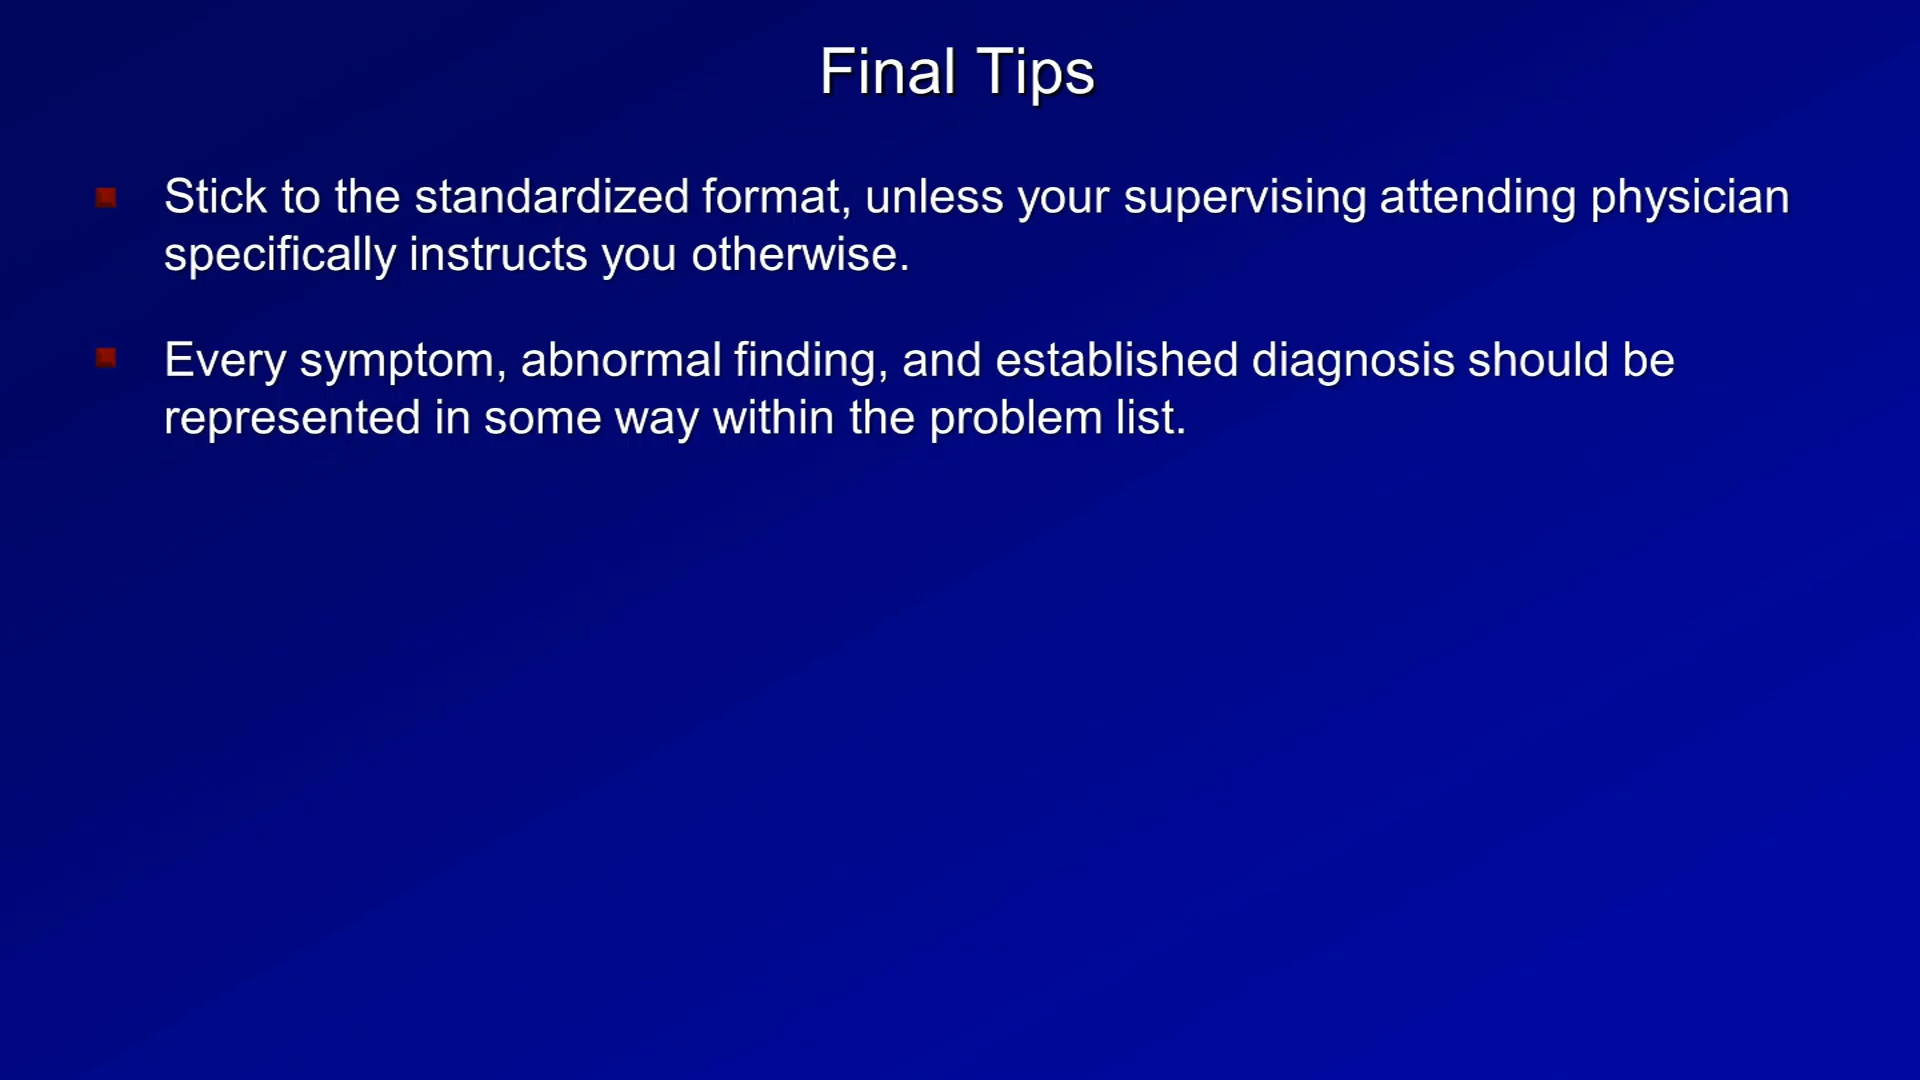 Final Tips
Stick to the standardized format, unless your supervising attending physician
specifically instructs you otherwise.
Every symptom, abnormal finding, and established diagnosis should be
represented in some way within the problem list.